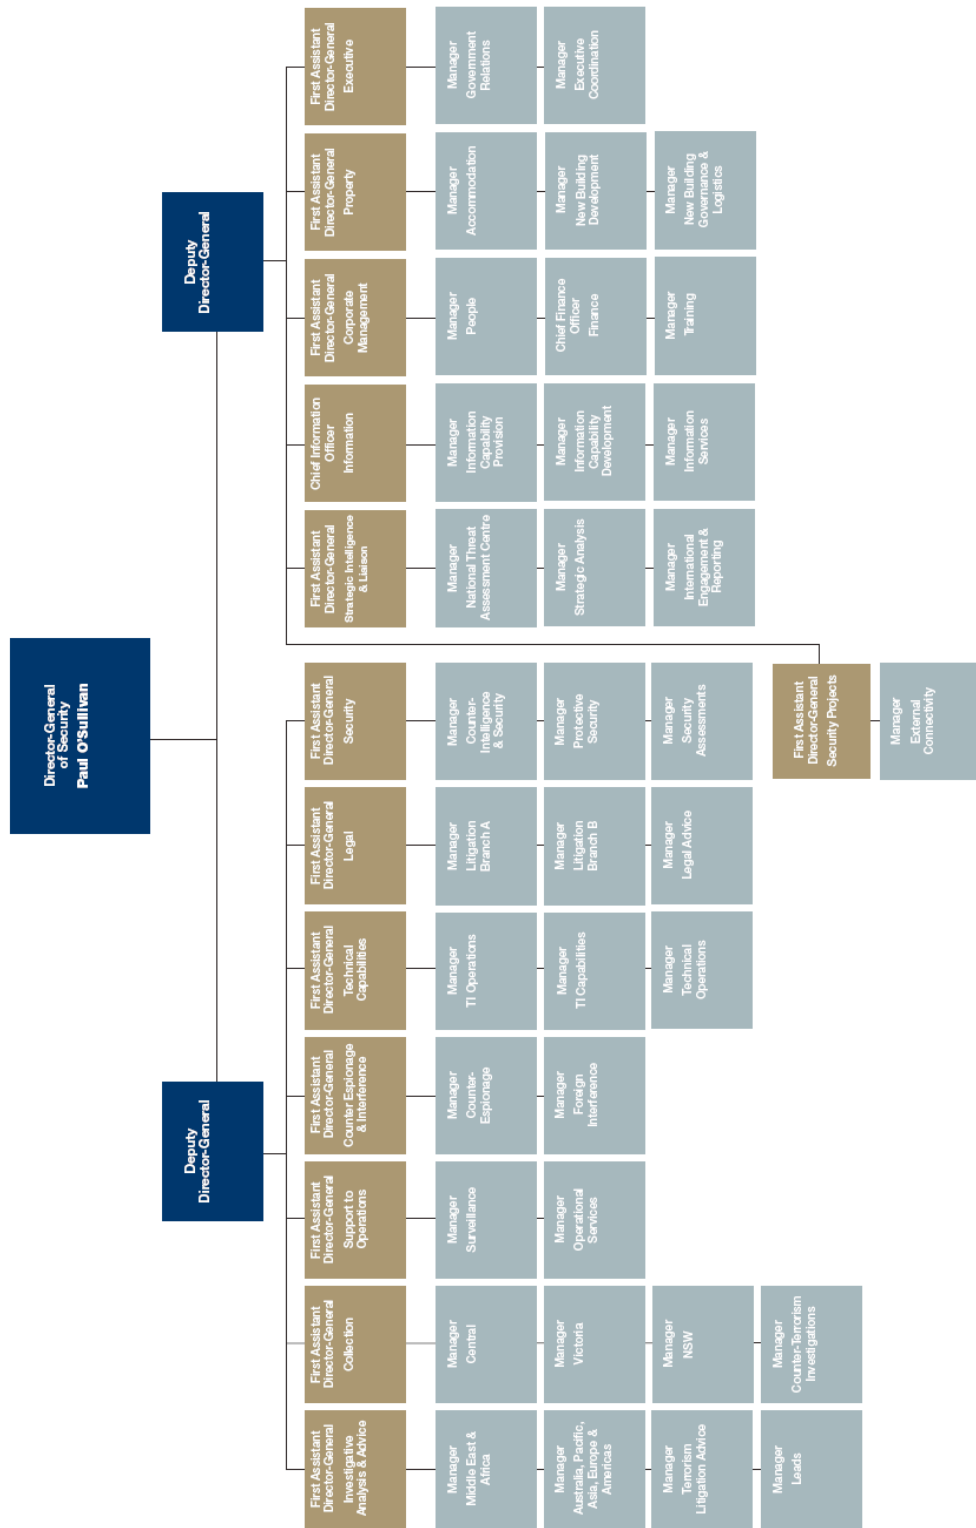 Director-General
of Security
Paul O'Sullivan
Deputy
Director-General
Deputy
Director-General
First Assistant
Director-General
Investigative
Analysis & Advice
Manager
Middle East &
Africa
Manager
Australia, Pacific,
Asia, Europe &
Americas
Manager
Terrorism
Litigation Advice
Manager
Leads
First Assistant
Director-General
Collection
Manager
Central
Manager
Victoria
Manager
NSW
Manager
Counter-Terrorism
Investigations
First Assistant
Director-General
Support to
Operations
Manager
Surveillance
Manager
Operational
Services
First Assistant
Director-General
Counter Espionage
& Interference
Manager
Counter-
Espionage
Manager
Foreign
Interference
First Assistant
Director-General
Technical
Capabilities
Manager
TI Operations
Manager
TI Capabilities
Manager
Technical
Operations
First Assistant
Director-General
Legal
Manager
Litigation
Branch A
Manager
Litigation
Branch B
Manager
Legal Advice
First Assistant
Director-General
Security
Manager
Counter-
Intelligence
& Security
Manager
Protective
Security
Manager
Security
Assessments
First Assistant
Director-General
Security Projects
Manager
External
Connectivity
First Assistant
Director-General
Strategic Intelligence
& Liaison
Manager
National Threat
Assessment Centre
Manager
Strategic Analysis
Manager
International
Engagement &
Reporting
Chief Information
Officer
Information
Manager
Information
Capability
Provision
Manager
Information
Capability
Development
Manager
Information
Services
First Assistant
Director-General
Corporate
Management
Manager
People
Chief Finance
Officer
Finance
Manager
Training
First Assistant
Director-General
Property
Manager
Accommodation
Manager
New Building
Development
Manager
New Building
Governance &
Logistics
First Assistant
Director-General
Executive
Manager
Government
Relations
Manager
Executive
Coordination